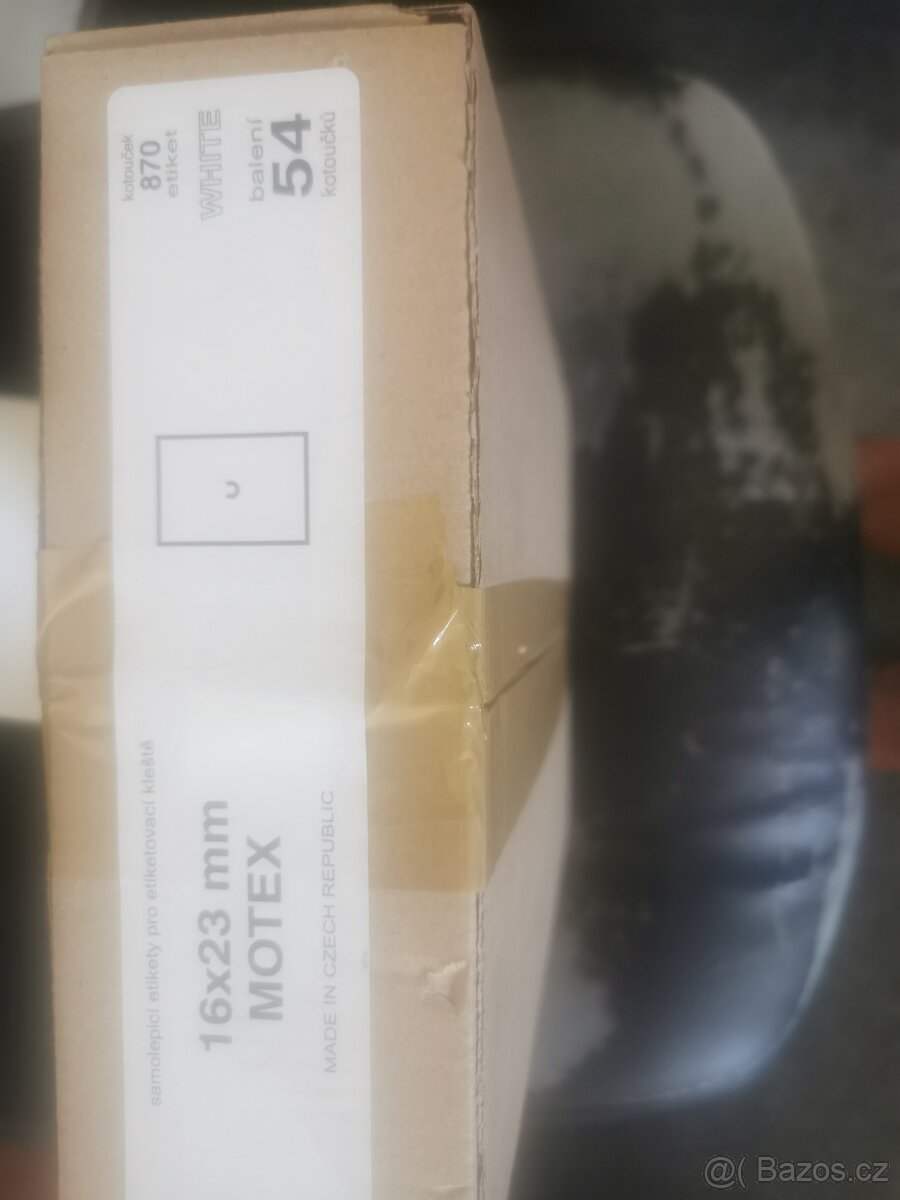 samolepicí etikety pro etiketovací kleště
16x23 mm
MOTEX
MADE IN CZECH REPUBLIC
kotouček
870
etiket
WHITE
balení
54
kotoučků
@( Bazos.cz